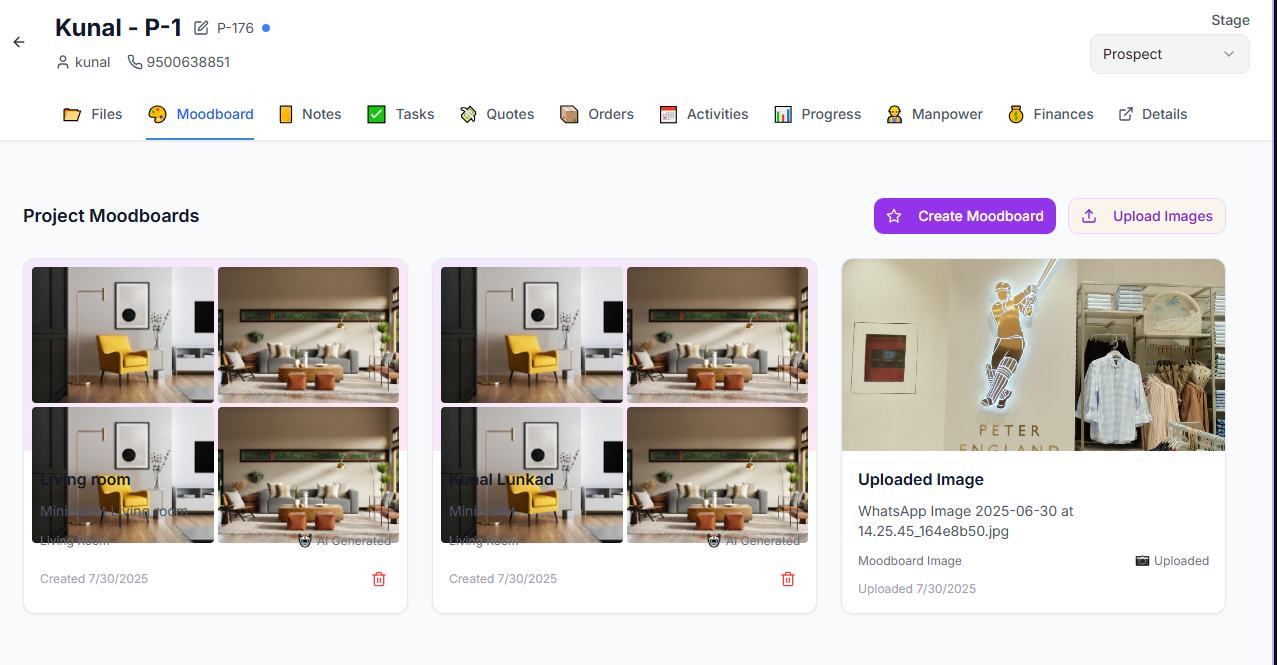 Kunal - P-1 P-176
Stage
kunal 9500638851
Prospect
Files Moodboard Notes Tasks Quotes Orders Activities Progress Manpower Finances Details
Project Moodboards
Create Moodboard
Upload Images
Living room
Living room
Living Room
AI Generated
Created 7/30/2025
Kunal Lunkad
Living Room
AI Generated
Created 7/30/2025
PETER
ENGLAND
Uploaded Image
WhatsApp Image 2025-06-30 at
14.25.45_164e8b50.jpg
Moodboard Image
Uploaded
Uploaded 7/30/2025